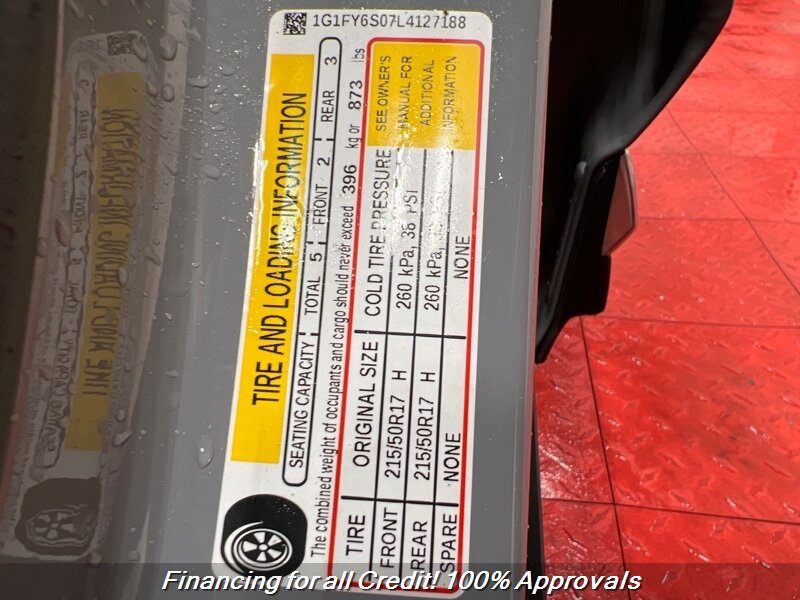 1G1FY6S07L4127188
TIRE AND LOADING INFORMATION
SEATING CAPACITY TOTAL 5 FRONT 2 REAR 3
The combined weight of occupants and cargo should never exceed 396 kg or 873 lbs
TIRE ORIGINAL SIZE COLD TIRE PRESSURE
FRONT 215/50R17 H 260 kPa, 38 PSI
REAR 215/50R17 H 260 kPa,
SPARE NONE NONE
SEE OWNER'S
MANUAL FOR
ADDITIONAL
INFORMATION
Financing for all Credit! 100% Approvals